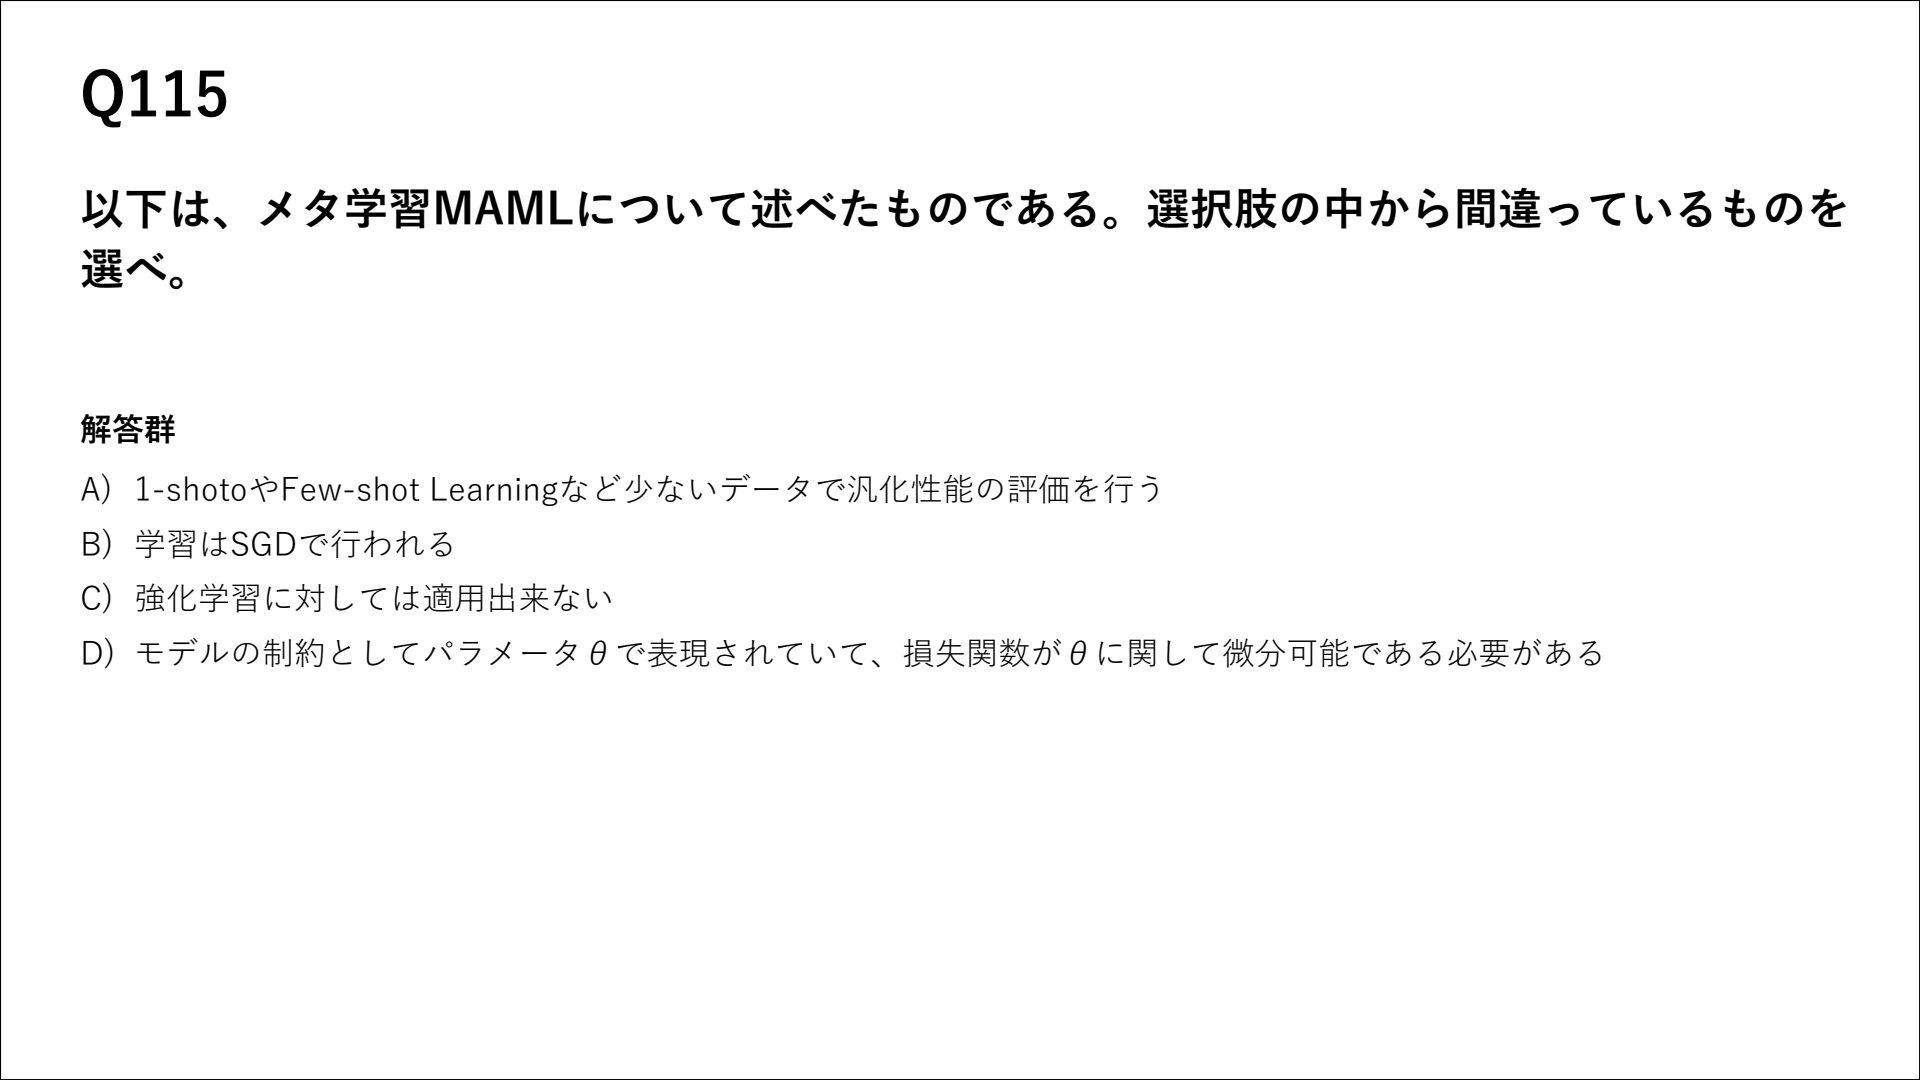 Q115
以下は、メタ学習MAMLについて述べたものである。選択肢の中から間違っているものを
選べ。
解答群
A) 1-shotoやFew-shot Learningなど少ないデータで汎化性能の評価を行う
B) 学習はSGDで行われる
C) 強化学習に対しては適用出来ない
D) モデルの制約としてパラメータθで表現されていて、損失関数がθに関して微分可能である必要がある